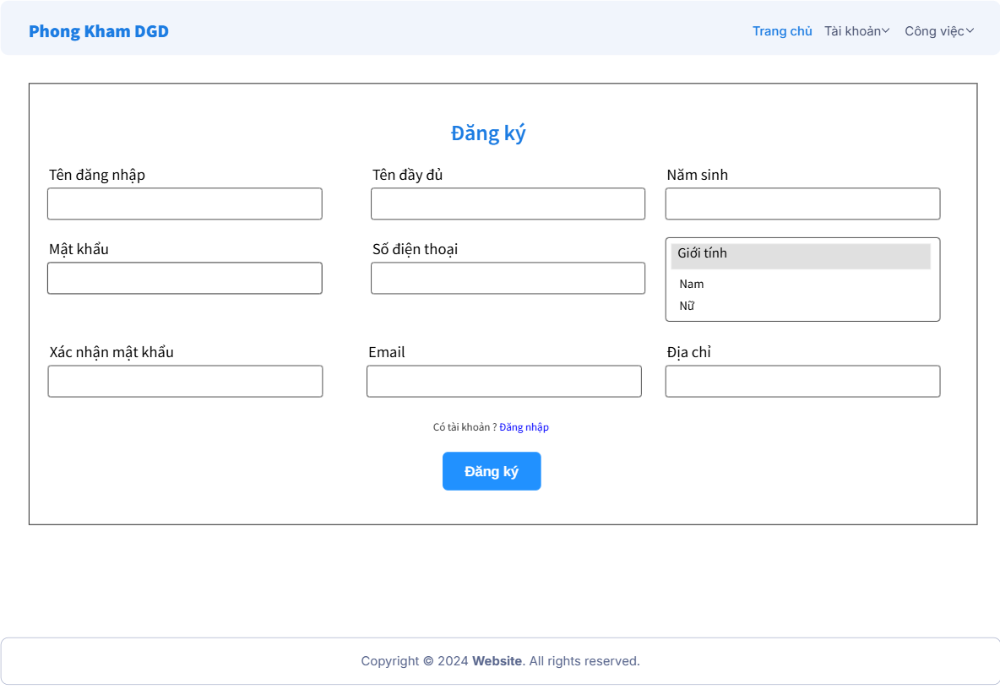 Phong Kham DGD
Trang chủ Tài khoản Công việc
Đăng ký
Tên đăng nhập Tên đầy đủ Năm sinh
Mật khẩu Số điện thoại Giới tính
Nam
Nữ
Xác nhận mật khẩu Email Địa chỉ
Có tài khoản ? Đăng nhập
Đăng ký
Copyright © 2024 Website. All rights reserved.